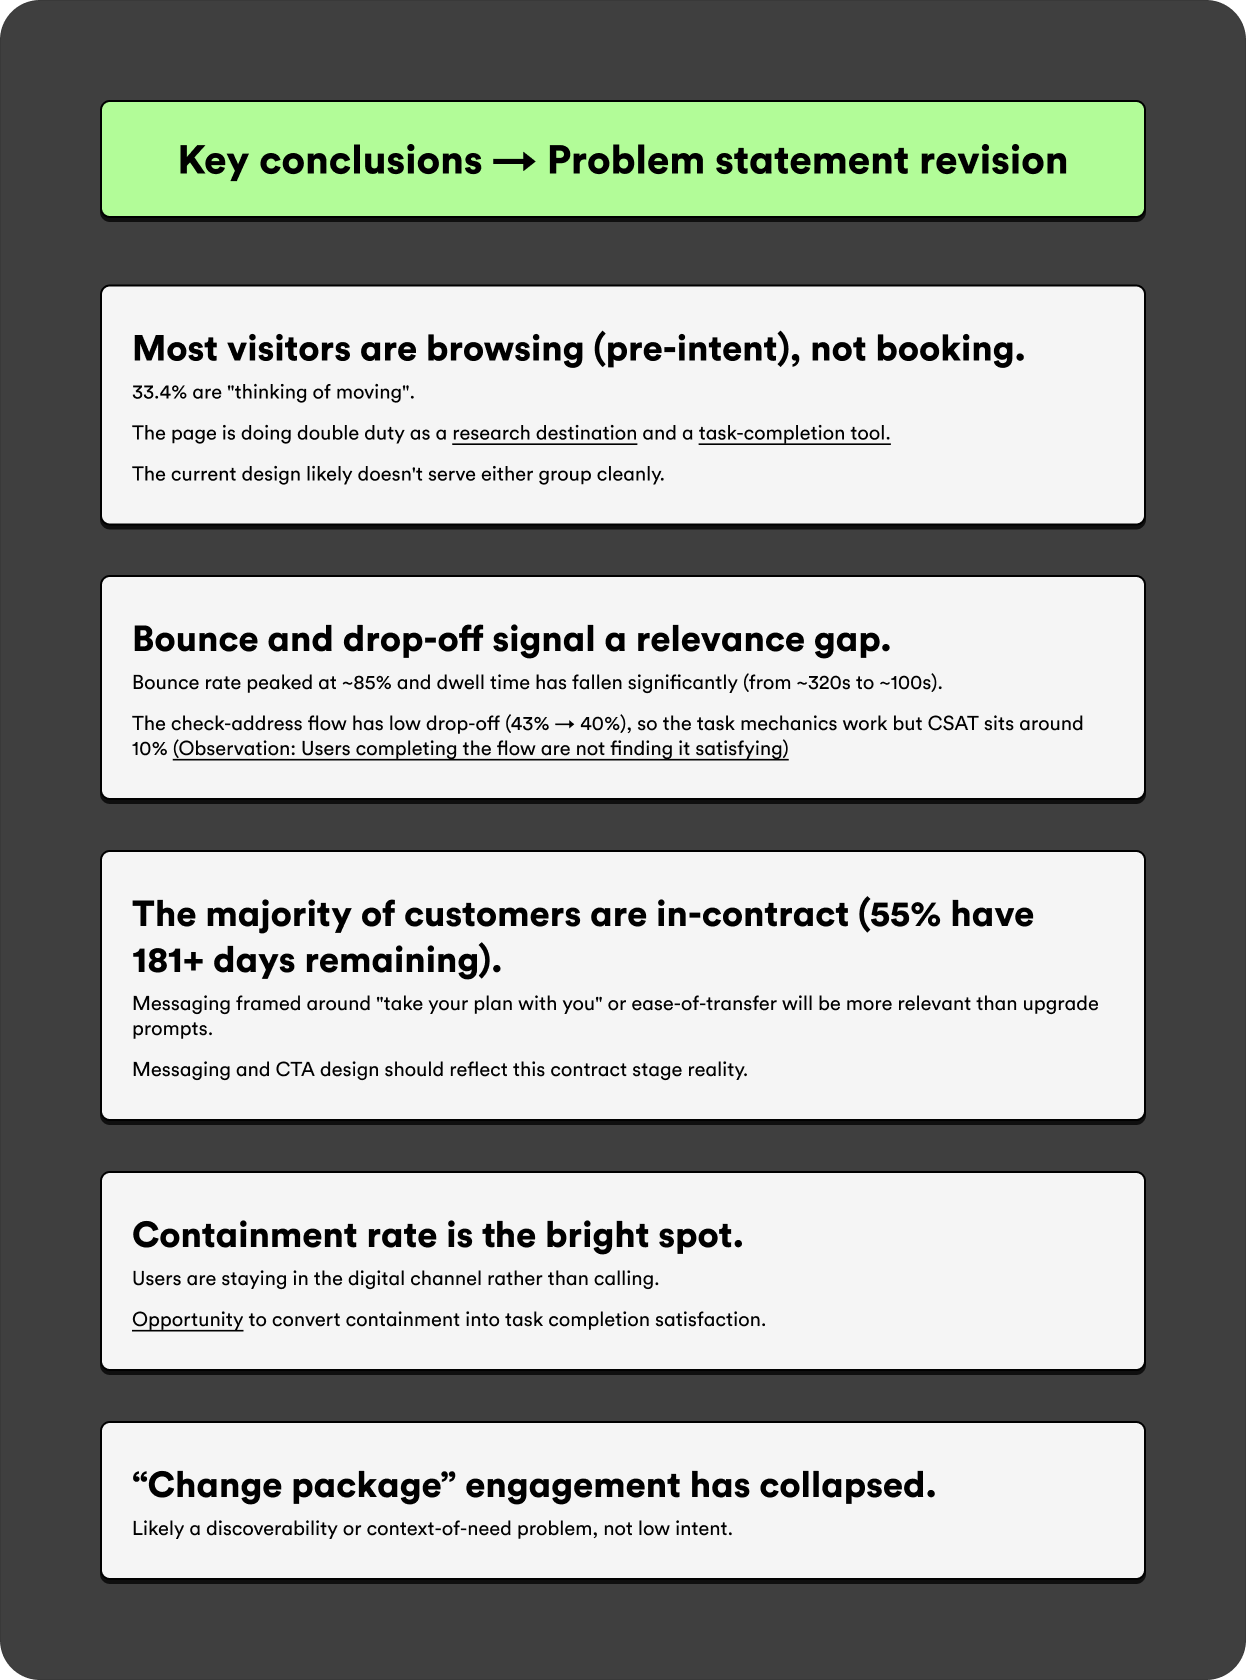 Key conclusions → Problem statement revision
Most visitors are browsing (pre-intent), not booking.
33.4% are "thinking of moving".
The page is doing double duty as a research destination and a task-completion tool.
The current design likely doesn't serve either group cleanly.
Bounce and drop-off signal a relevance gap.
Bounce rate peaked at ~85% and dwell time has fallen significantly (from ~320s to ~100s).
The check-address flow has low drop-off (43% → 40%), so the task mechanics work but CSAT sits around
10% (Observation: Users completing the flow are not finding it satisfying)
The majority of customers are in-contract (55% have
181+ days remaining).
Messaging framed around "take your plan with you" or ease-of-transfer will be more relevant than upgrade
prompts.
Messaging and CTA design should reflect this contract stage reality.
Containment rate is the bright spot.
Users are staying in the digital channel rather than calling.
Opportunity to convert containment into task completion satisfaction.
“Change package” engagement has collapsed.
Likely a discoverability or context-of-need problem, not low intent.